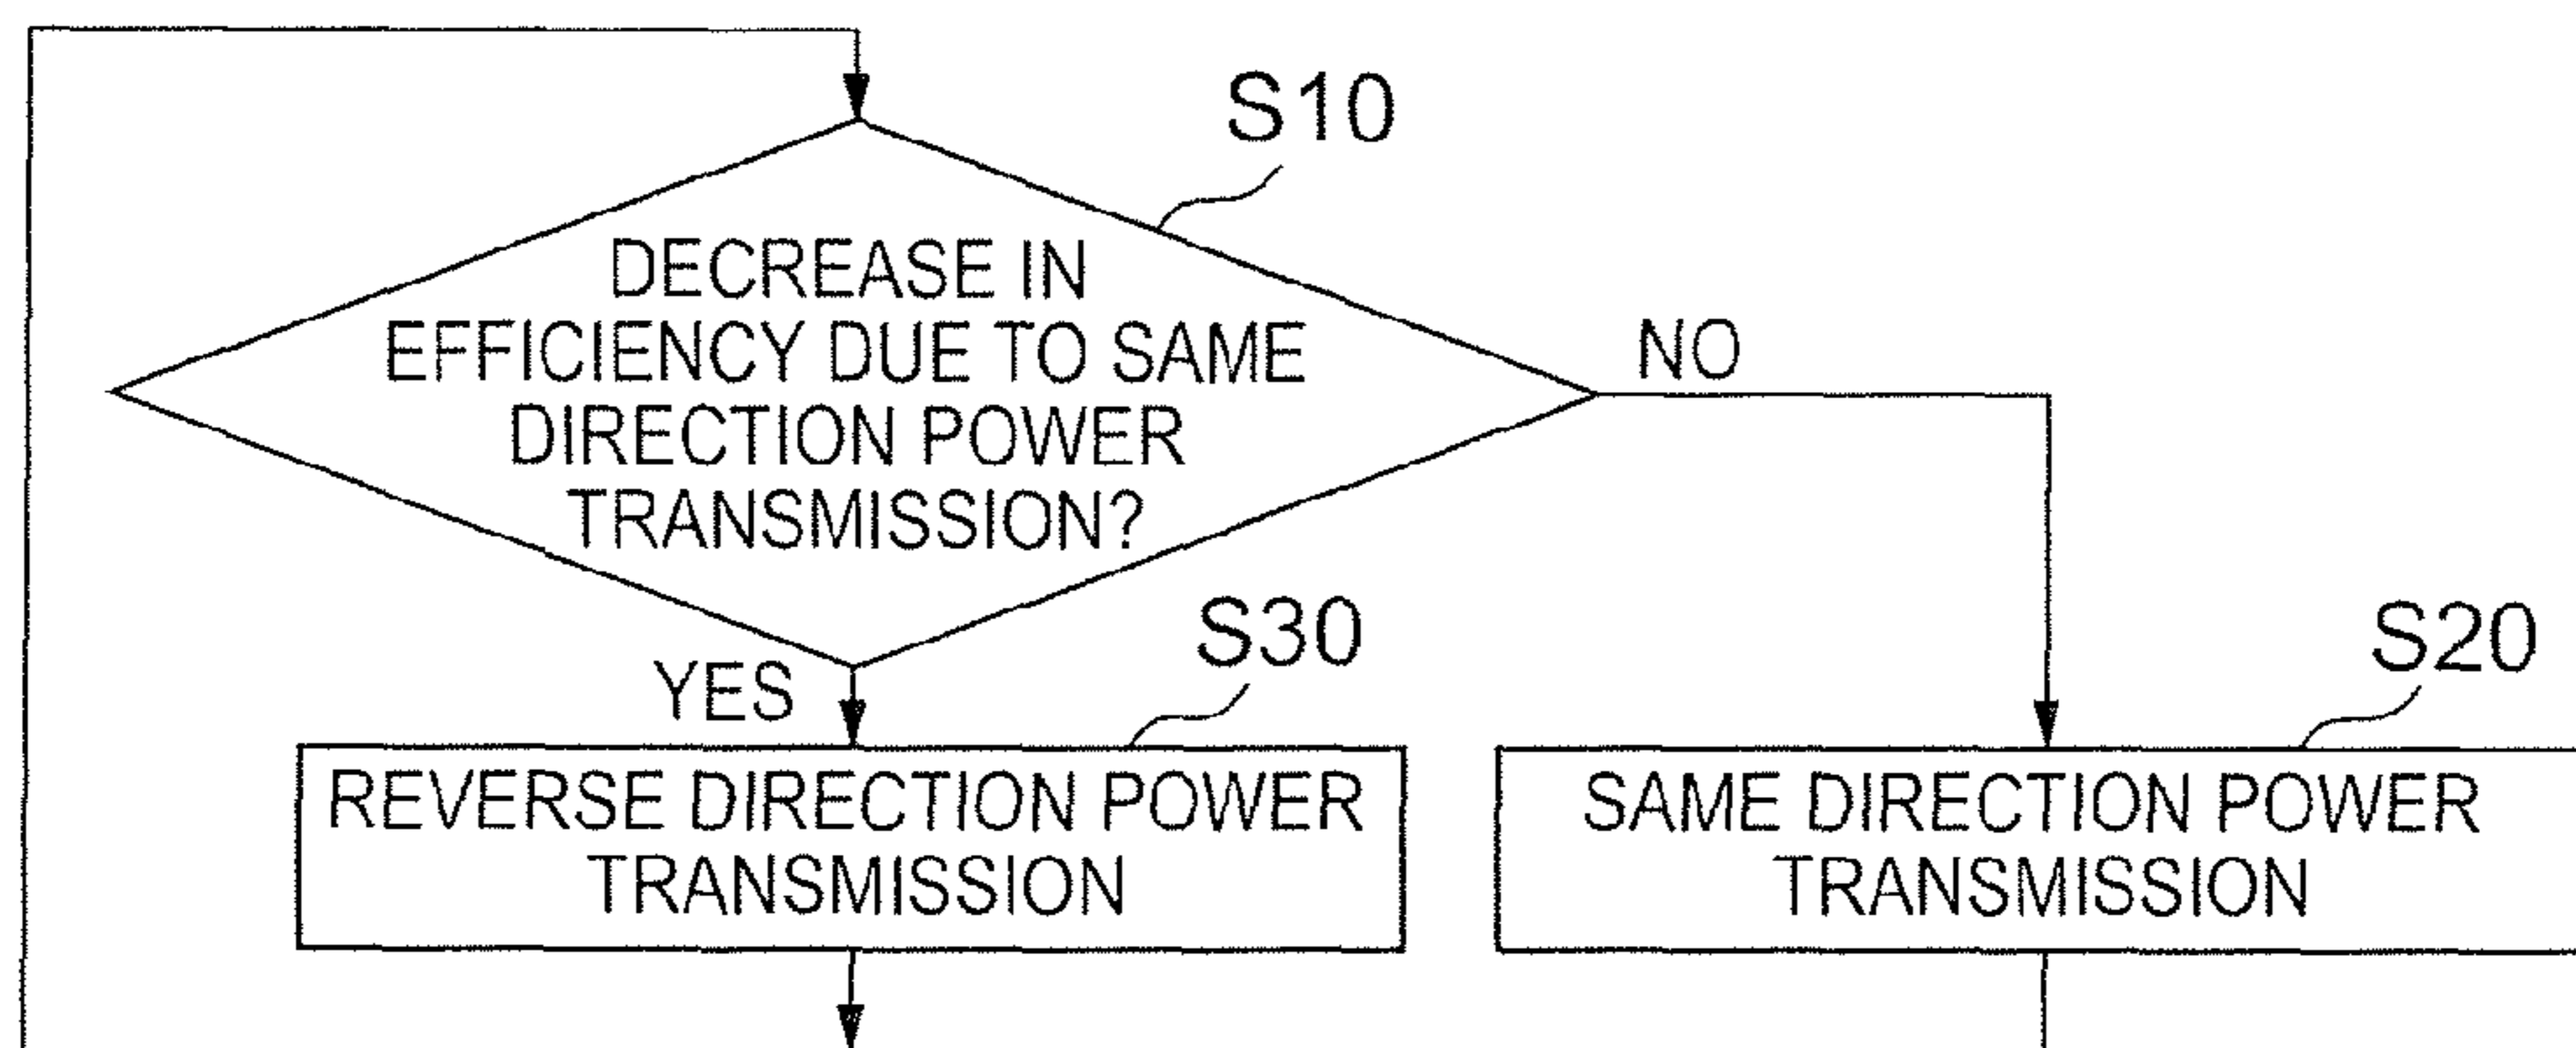 S10
DECREASE IN
EFFICIENCY DUE TO SAME
DIRECTION POWER
TRANSMISSION?
NO
YES
S30
REVERSE DIRECTION POWER
TRANSMISSION
S20
SAME DIRECTION POWER
TRANSMISSION